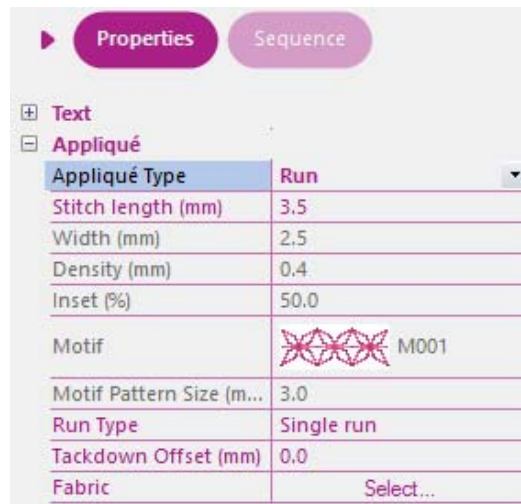 Properties Sequence
Text
Appliqué
Appliqué Type Run
Stitch length (mm) 3.5
Width (mm) 2.5
Density (mm) 0.4
Inset (%) 50.0
Motif M001
Motif Pattern Size (m... 3.0
Run Type Single run
Tackdown Offset (mm) 0.0
Fabric Select...